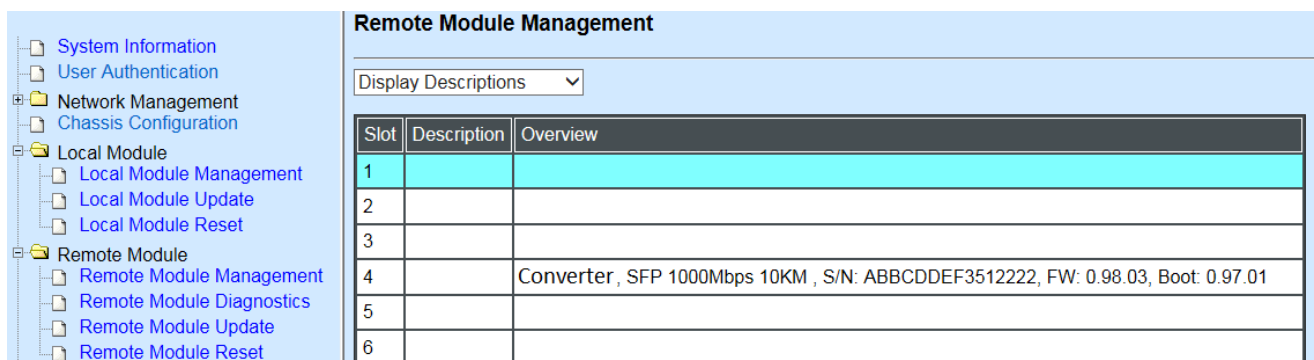 System Information
User Authentication
Network Management
Chassis Configuration
Local Module
Local Module Management
Local Module Update
Local Module Reset
Remote Module
Remote Module Management
Remote Module Diagnostics
Remote Module Update
Remote Module Reset
Remote Module Management
Display Descriptions
Slot Description Overview
1
2
3
4 Converter, SFP 1000Mbps 10KM , S/N: ABBCDDEF3512222, FW: 0.98.03, Boot: 0.97.01
5
6